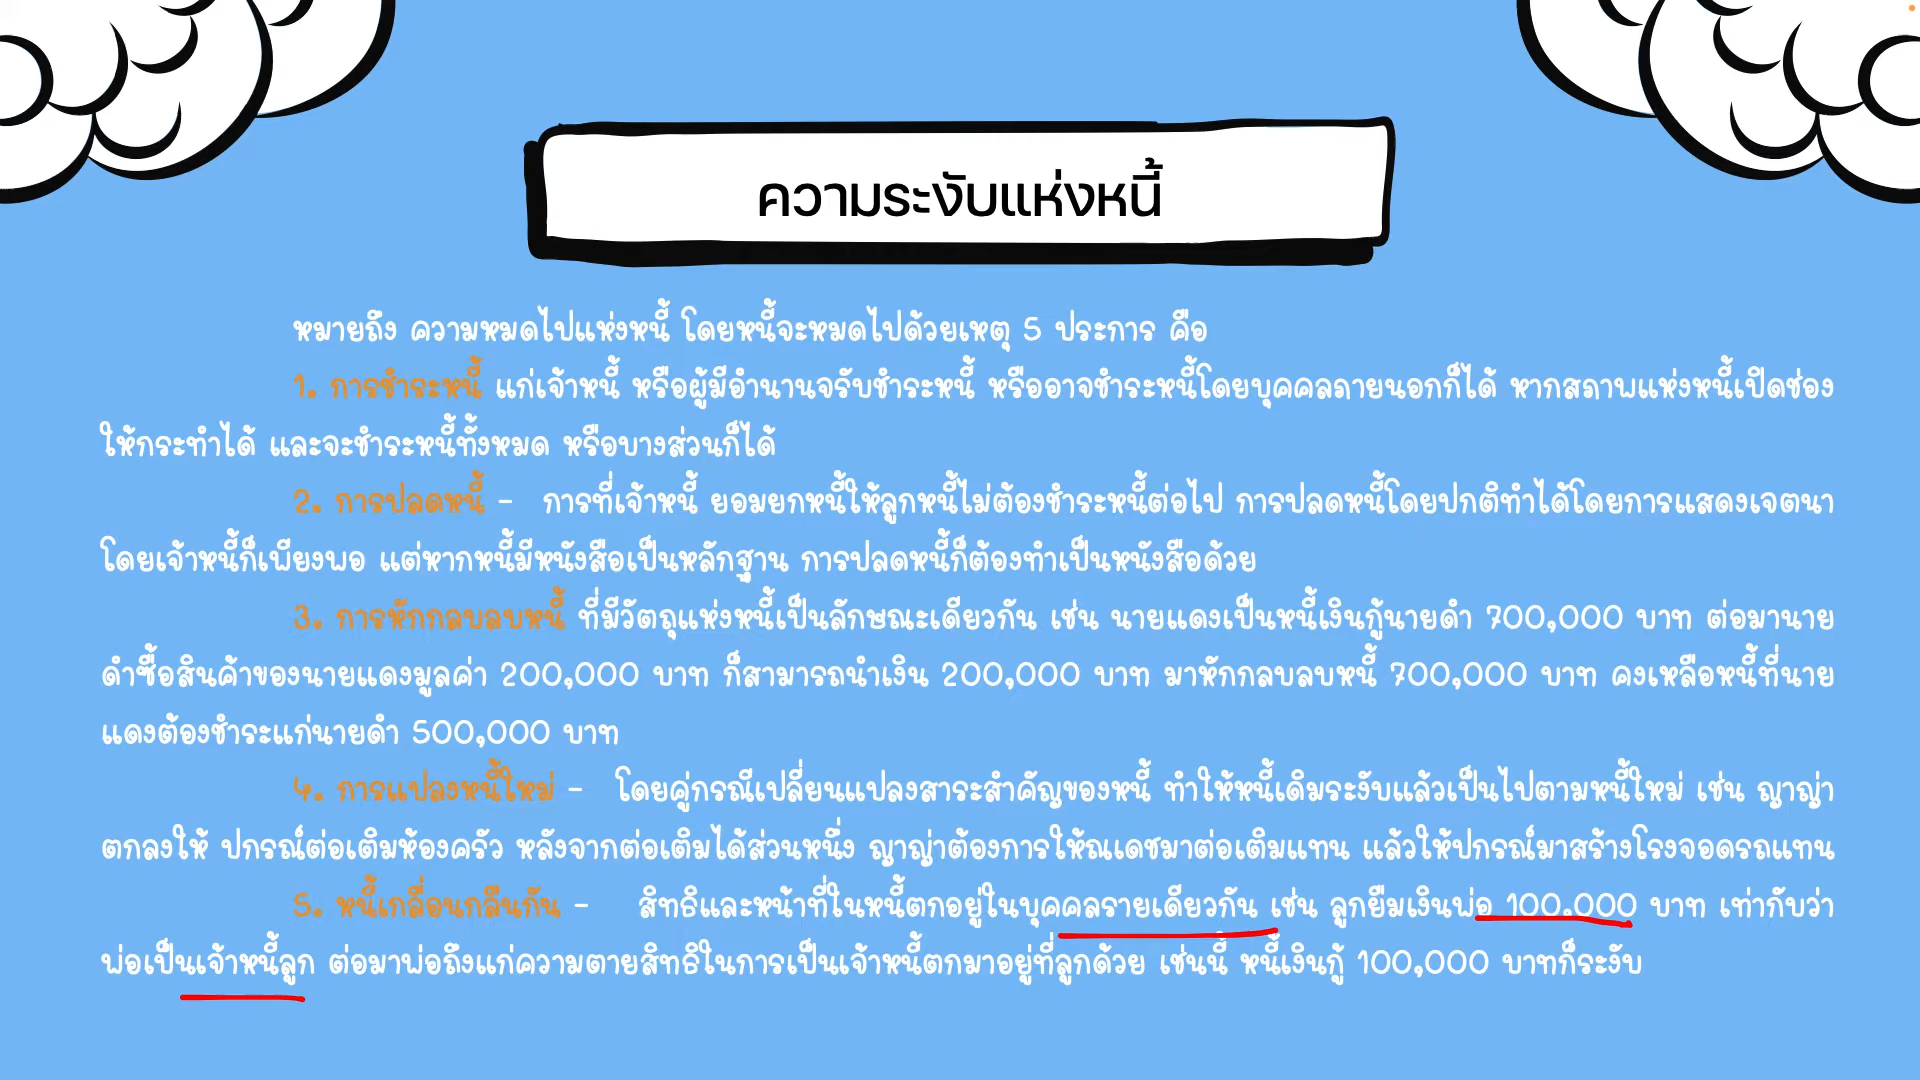 ความระงับแห่งหนี้
หมายถึง ความหมดไปแห่งหนี้ โดยหนี้จะหมดไปด้วยเหตุ 5 ประการ คือ
1. การชำระหนี้ แก่เจ้าหนี้ หรือผู้มีอำนานจรับชำระหนี้ หรืออาจชำระหนี้โดยบุคคลภายนอกก็ได้ หากสภาพแห่งหนี้เปิดช่อง
ให้กระทำได้ และจะชำระหนี้ทั้งหมด หรือบางส่วนก็ได้
2. การปลดหนี้ - การที่เจ้าหนี้ ยอมยกหนี้ให้ลูกหนี้ไม่ต้องชำระหนี้ต่อไป การปลดหนี้โดยปกติทำได้โดยการแสดงเจตนา
โดยเจ้าหนี้ก็เพียงพอ แต่หากหนี้มีหนังสือเป็นหลักฐาน การปลดหนี้ก็ต้องทำเป็นหนังสือด้วย
3. การหักกลบลบหนี้ ที่มีวัตถุแห่งหนี้เป็นลักษณะเดียวกัน เช่น นายแดงเป็นหนี้เงินกู้นายดำ 700,000 บาท ต่อมานาย
ดำซื้อสินค้าของนายแดงมูลค่า 200,000 บาท ก็สามารถนำเงิน 200,000 บาท มาหักกลบลบหนี้ 700,000 บาท คงเหลือหนี้ที่นาย
แดงต้องชำระแก่นายดำ 500,000 บาท
4. การแปลงหนี้ใหม่ - โดยคู่กรณีเปลี่ยนแปลงสาระสำคัญของหนี้ ทำให้หนี้เดิมระงับแล้วเป็นไปตามหนี้ใหม่ เช่น ญาญ่า
ตกลงให้ ปกรณ์ต่อเติมห้องครัว หลังจากต่อเติมได้ส่วนหนึ่ง ญาญ่าต้องการให้ณเดชมาต่อเติมแทน แล้วให้ปกรณ์มาสร้างโรงจอดรถแทน
5. หนี้เกลื่อนกลืนกัน - สิทธิและหน้าที่ในหนี้ตกอยู่ในบุคคลรายเดียวกัน เช่น ลูกยืมเงินพ่อ 100,000 บาท เท่ากับว่า
พ่อเป็นเจ้าหนี้ลูก ต่อมาพ่อถึงแก่ความตายสิทธิในการเป็นเจ้าหนี้ตกมาอยู่ที่ลูกด้วย เช่นนี้ หนี้เงินกู้ 100,000 บาทก็ระงับ